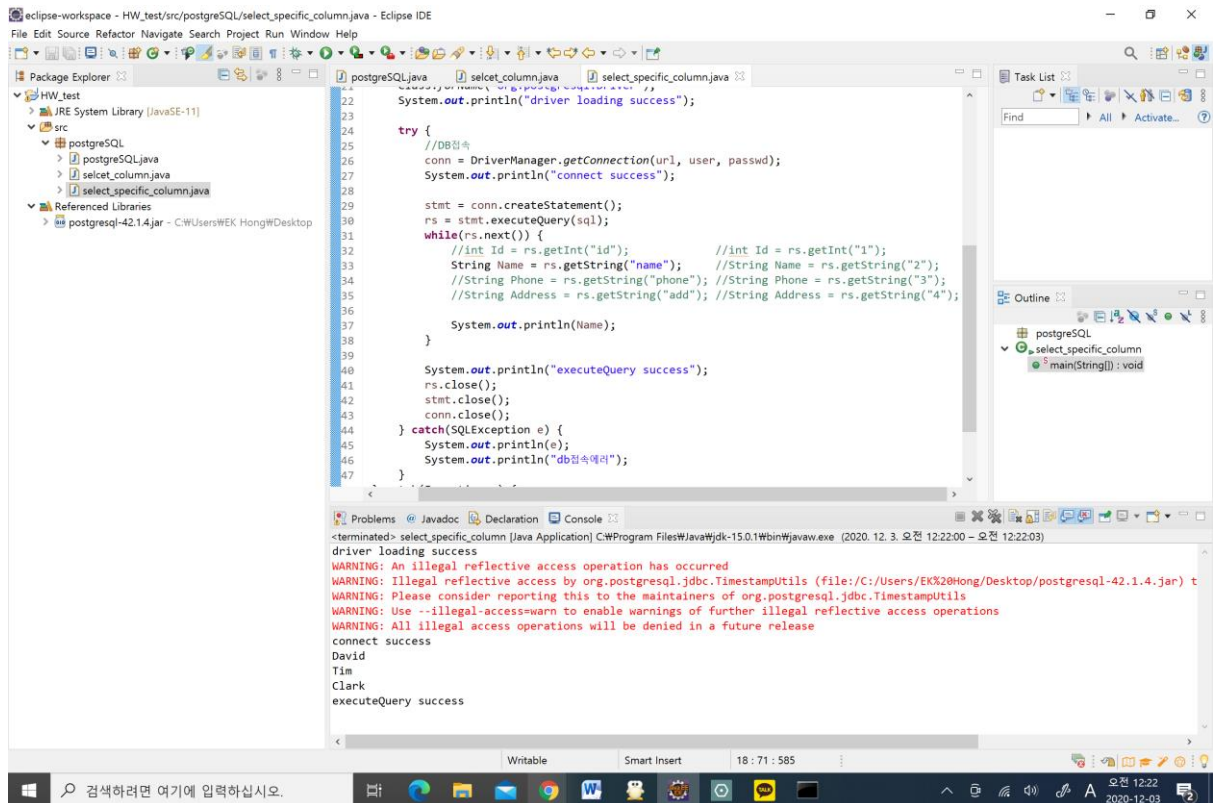 eclipse-workspace - HW_test/src/postgreSQL/select_specific_column.java - Eclipse IDE
File Edit Source Refactor Navigate Search Project Run Window Help
Package Explorer
HW_test
JRE System Library [JavaSE-11]
src
postgreSQL
postgreSQL.java
selcet_column.java
select_specific_column.java
Referenced Libraries
postgresql-42.1.4.jar - C:₩Users₩EK Hong₩Desktop
postgreSQL.java selcet_column.java select_specific_column.java
21 Class.forName("org.postgresql.Driver");
22 System.out.println("driver loading success");
23
24 try {
25 //DB접속
26 conn = DriverManager.getConnection(url, user, passwd);
27 System.out.println("connect success");
28
29 stmt = conn.createStatement();
30 rs = stmt.executeQuery(sql);
31 while(rs.next()) {
32 //int Id = rs.getInt("id"); //int Id = rs.getInt("1");
33 String Name = rs.getString("name"); //String Name = rs.getString("2");
34 //String Phone = rs.getString("phone"); //String Phone = rs.getString("3");
35 //String Address = rs.getString("add"); //String Address = rs.getString("4");
36
37 System.out.println(Name);
38 }
39
40 System.out.println("executeQuery success");
41 rs.close();
42 stmt.close();
43 conn.close();
44 } catch(SQLException e) {
45 System.out.println(e);
46 System.out.println("db접속에러");
47 }
Task List
Find All Activate...
Outline
postgreSQL
select_specific_column
main(String[]) : void
Problems Javadoc Declaration Console
<terminated> select_specific_column [Java Application] C:₩Program Files₩Java₩jdk-15.0.1₩bin₩javaw.exe (2020. 12. 3. 오전 12:22:00 – 오전 12:22:03)
driver loading success
WARNING: An illegal reflective access operation has occurred
WARNING: Illegal reflective access by org.postgresql.jdbc.TimestampUtils (file:/C:/Users/EK%20Hong/Desktop/postgresql-42.1.4.jar) t
WARNING: Please consider reporting this to the maintainers of org.postgresql.jdbc.TimestampUtils
WARNING: Use --illegal-access=warn to enable warnings of further illegal reflective access operations
WARNING: All illegal access operations will be denied in a future release
connect success
David
Tim
Clark
executeQuery success
Writable Smart Insert 18 : 71 : 585
검색하려면 여기에 입력하십시오.
A 오전 12:22
2020-12-03